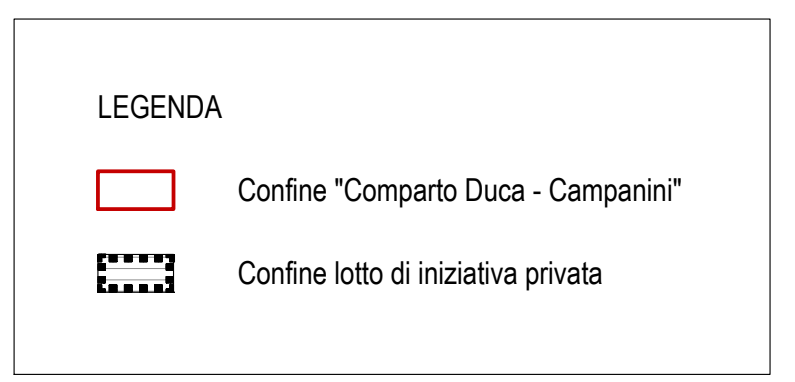 LEGENDA
Confine "Comparto Duca - Campanini"
Confine lotto di iniziativa privata